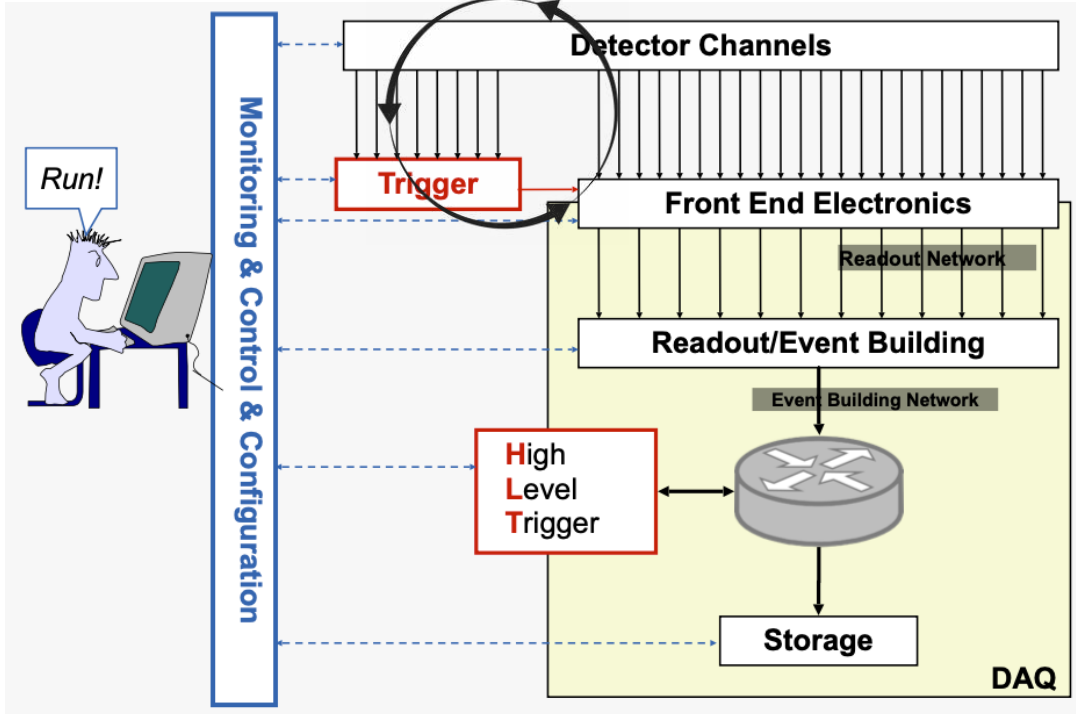 Detector Channels
Run!
Trigger
Front End Electronics
Readout Network
Monitoring & Control & Configuration
Readout/Event Building
Event Building Network
High
Level
Trigger
Storage
DAQ